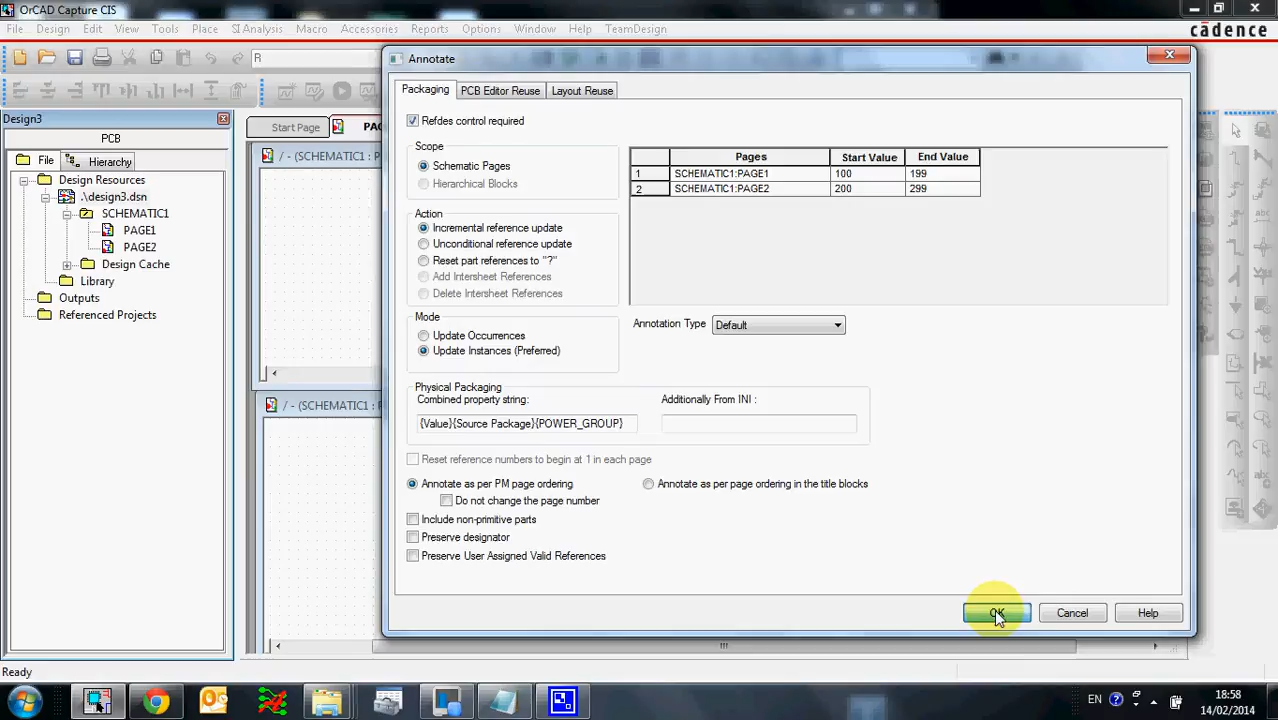 OrCAD Capture CIS
File Design Edit View Tools Place SI Analysis Macro Accessories Reports Options Window Help TeamDesign
cādence
R
Annotate
Design3
PCB
File Hierarchy
Design Resources
.\design3.dsn
SCHEMATIC1
PAGE1
PAGE2
Design Cache
Library
Outputs
Referenced Projects
Start Page
/ - (SCHEMATIC1 : P
/ - (SCHEMATIC1 :
Packaging PCB Editor Reuse Layout Reuse
Refdes control required
Scope
Schematic Pages
Hierarchical Blocks
Pages Start Value End Value
1 SCHEMATIC1:PAGE1 100 199
2 SCHEMATIC1:PAGE2 200 299
Action
Incremental reference update
Unconditional reference update
Reset part references to "?"
Add Intersheet References
Delete Intersheet References
Mode
Update Occurrences
Update Instances (Preferred)
Annotation Type Default
Physical Packaging
Combined property string: Additionally From INI :
{Value}{Source Package}{POWER_GROUP}
Reset reference numbers to begin at 1 in each page
Annotate as per PM page ordering Annotate as per page ordering in the title blocks
Do not change the page number
Include non-primitive parts
Preserve designator
Preserve User Assigned Valid References
OK Cancel Help
Ready
EN 18:58
14/02/2014